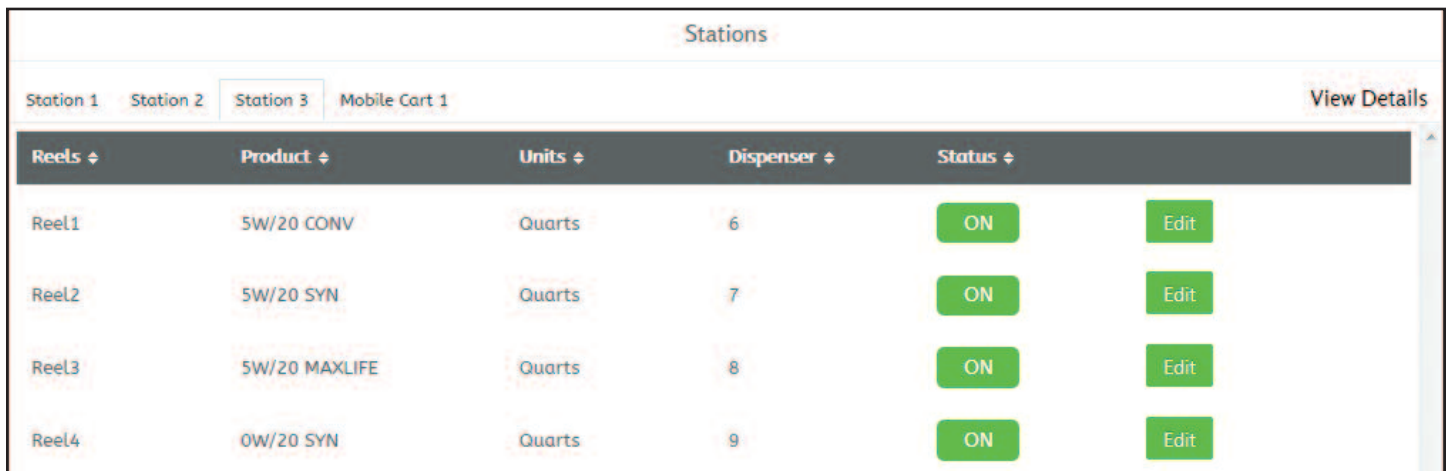 Stations
Station 1 Station 2 Station 3 Mobile Cart 1 View Details
Reels Product Units Dispenser Status
Reel1 5W/20 CONV Quarts 6 ON Edit
Reel2 5W/20 SYN Quarts 7 ON Edit
Reel3 5W/20 MAXLIFE Quarts 8 ON Edit
Reel4 0W/20 SYN Quarts 9 ON Edit